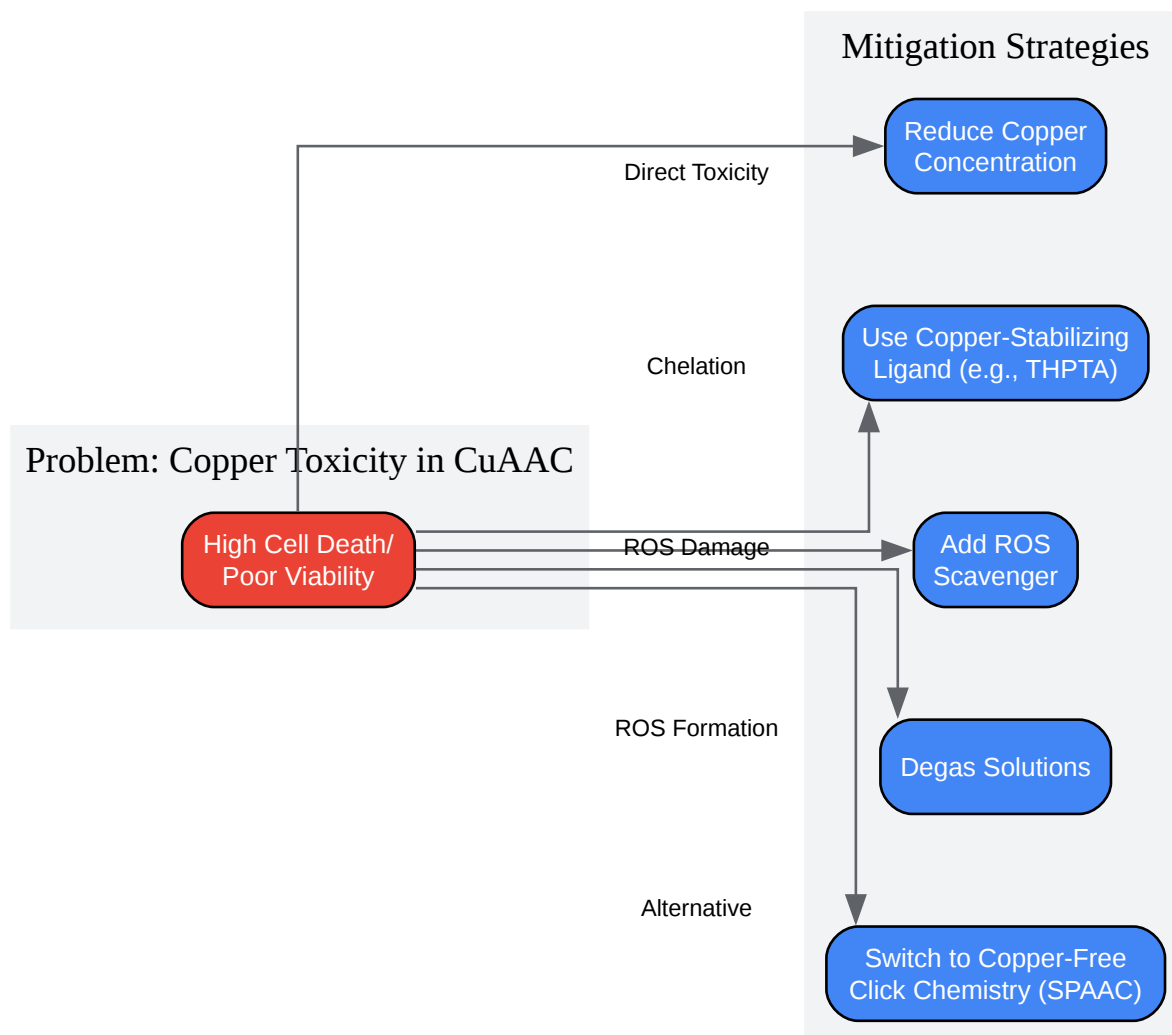 Mitigation Strategies
Reduce Copper
Concentration
Direct Toxicity
Use Copper-Stabilizing
Ligand (e.g., THPTA)
Chelation
Problem: Copper Toxicity in CuAAC
High Cell Death/
Poor Viability
ROS Damage
Add ROS
Scavenger
ROS Formation
Degas Solutions
Alternative
Switch to Copper-Free
Click Chemistry (SPAAC)